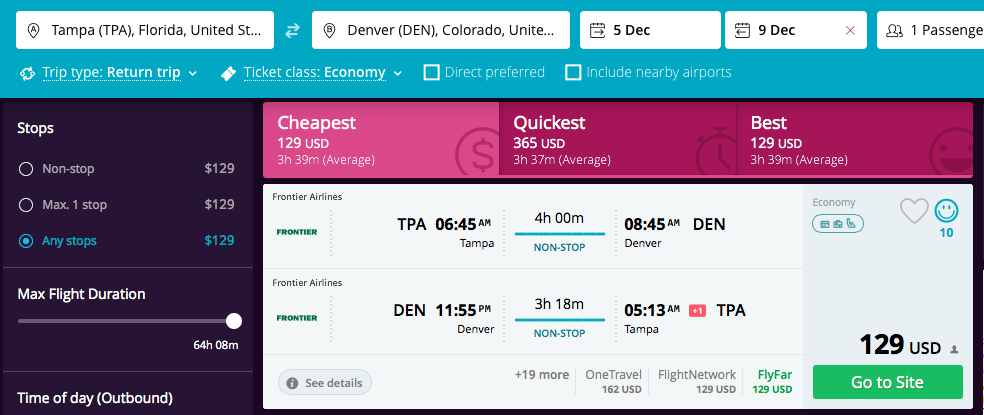 Tampa (TPA), Florida, United St...
Denver (DEN), Colorado, Unite...
5 Dec
9 Dec
1 Passenge
Trip type: Return trip
Ticket class: Economy
Direct preferred
Include nearby airports
Stops
Non-stop $129
Max. 1 stop $129
Any stops $129
Max Flight Duration
64h 08m
Time of day (Outbound)
Cheapest
129 USD
3h 39m (Average)
Quickest
365 USD
3h 37m (Average)
Best
129 USD
3h 39m (Average)
Frontier Airlines
FRONTIER
TPA 06:45 AM
Tampa
4h 00m
NON-STOP
08:45 AM DEN
Denver
Frontier Airlines
FRONTIER
DEN 11:55 PM
Denver
3h 18m
NON-STOP
05:13 AM +1 TPA
Tampa
See details
+19 more
OneTravel
162 USD
FlightNetwork
129 USD
FlyFar
129 USD
Economy
10
129 USD
Go to Site